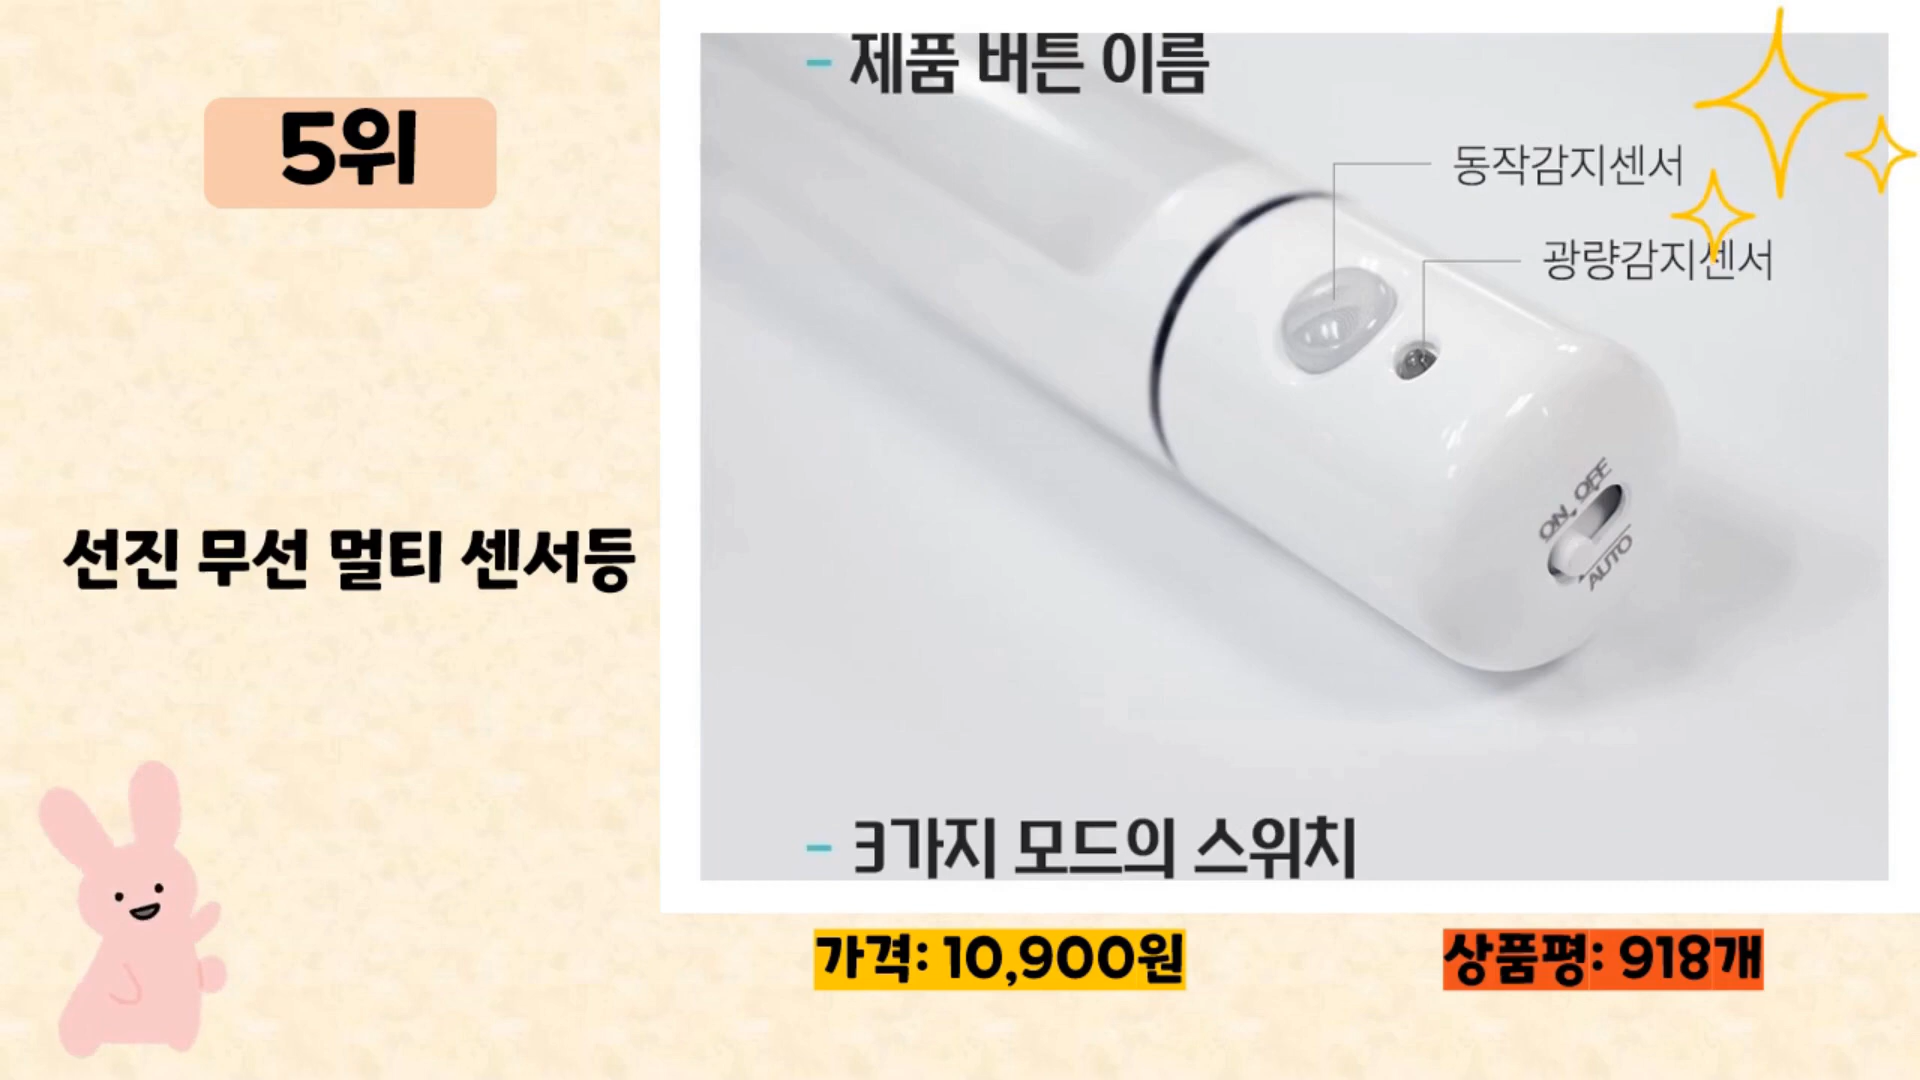 5위
선진 무선 멀티 센서등
- 제품 버튼 이름
동작감지센서
광량감지센서
ON OFF
AUTO
- 3가지 모드의 스위치
가격: 10,900원
상품평: 918개